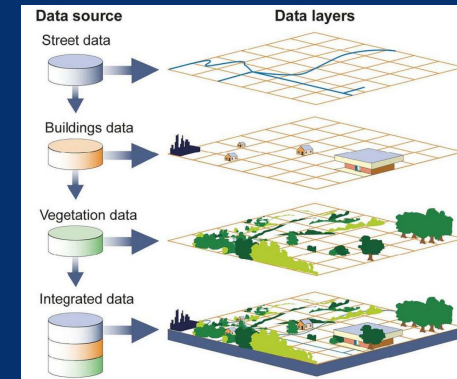 Data source
Data layers
Street data
Buildings data
Vegetation data
Integrated data